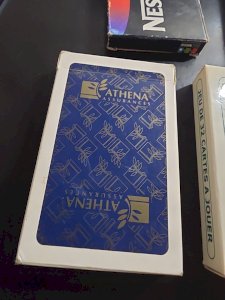 NES
ATHENA
ASSURANCES
ATHENA
ASSURANCES
JEU DE 32 CARTES A JOUER